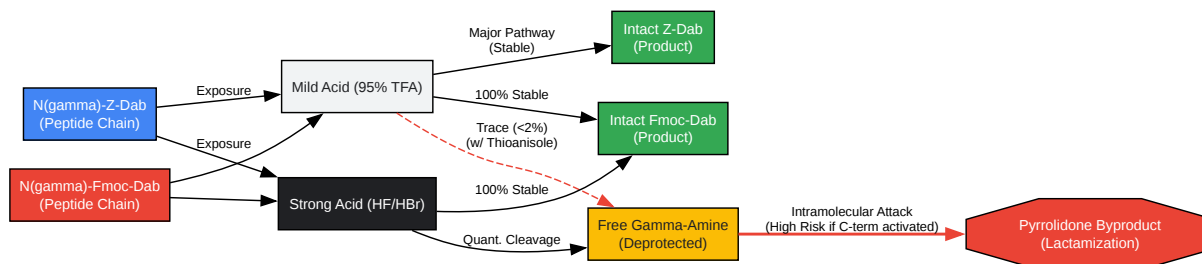 N(gamma)-Z-Dab
(Peptide Chain)
N(gamma)-Fmoc-Dab
(Peptide Chain)
Exposure
Exposure
Mild Acid (95% TFA)
Strong Acid (HF/HBr)
Major Pathway
(Stable)
100% Stable
Trace (<2%)
(w/ Thioanisole)
100% Stable
Quant. Cleavage
Intact Z-Dab
(Product)
Intact Fmoc-Dab
(Product)
Free Gamma-Amine
(Deprotected)
Intramolecular Attack
(High Risk if C-term activated)
Pyrrolidone Byproduct
(Lactamization)